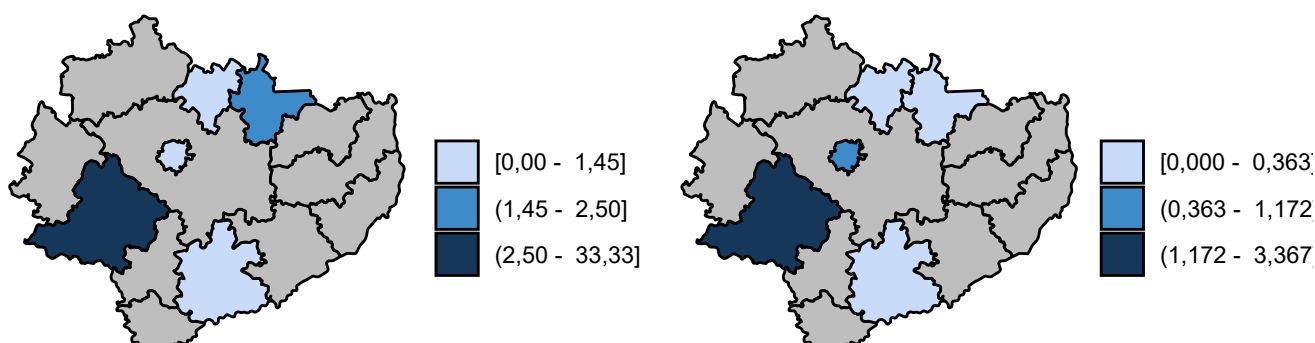 [0,00 - 1,45]
(1,45 - 2,50]
(2,50 - 33,33]
[0,000 - 0,363]
(0,363 - 1,172]
(1,172 - 3,367]